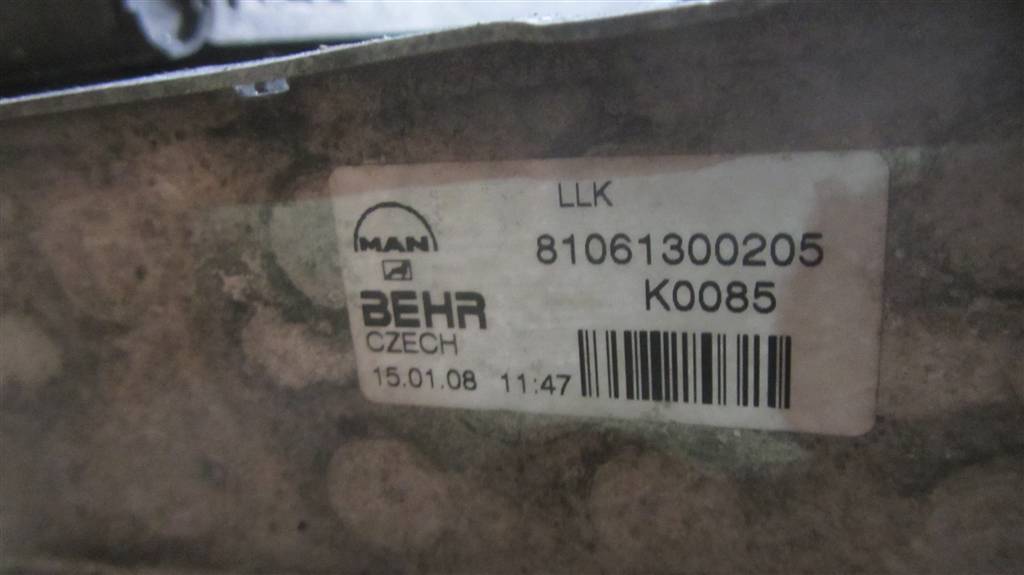 LLK
MAN
81061300205
K0085
BEHR
CZECH
15.01.08 11:47